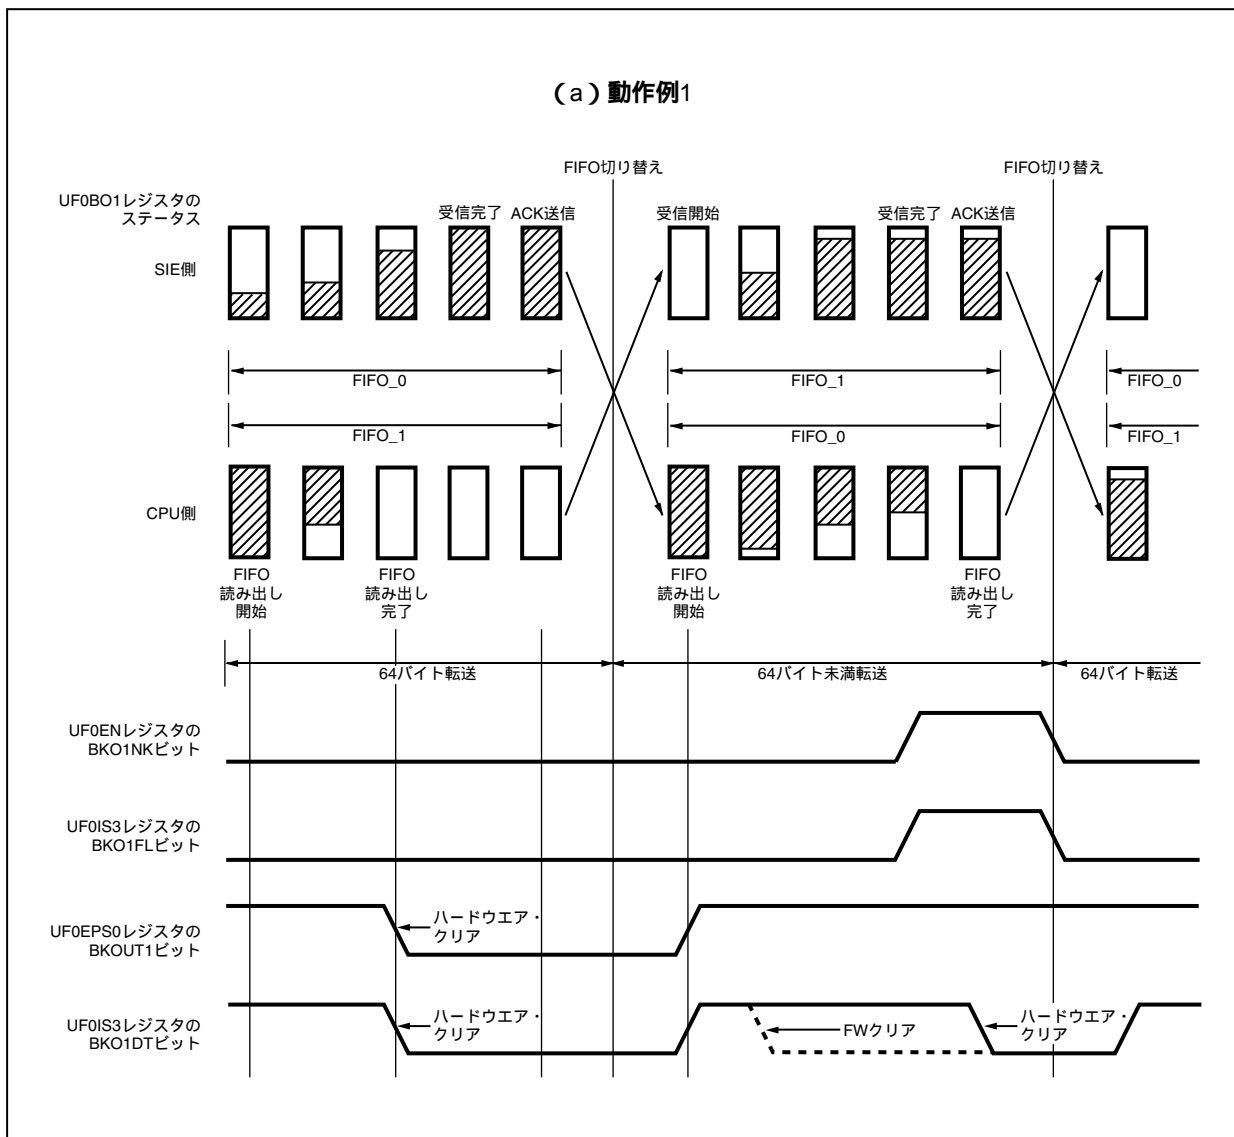 （a）動作例1
FIFO切り替え
FIFO切り替え
UF0BO1レジスタの
ステータス
受信完了
ACK送信
受信開始
受信完了
ACK送信
SIE側
FIFO_0
FIFO_1
FIFO_0
FIFO_1
FIFO_0
FIFO_1
CPU側
FIFO
読み出し
開始
FIFO
読み出し
完了
FIFO
読み出し
開始
FIFO
読み出し
完了
64バイト転送
64バイト未満転送
64バイト転送
UF0ENレジスタの
BKO1NKビット
UF0IS3レジスタの
BKO1FLビット
UF0EPS0レジスタの
BKOUT1ビット
ハードウエア・
クリア
UF0IS3レジスタの
BKO1DTビット
ハードウエア・
クリア
FWクリア
ハードウエア・
クリア